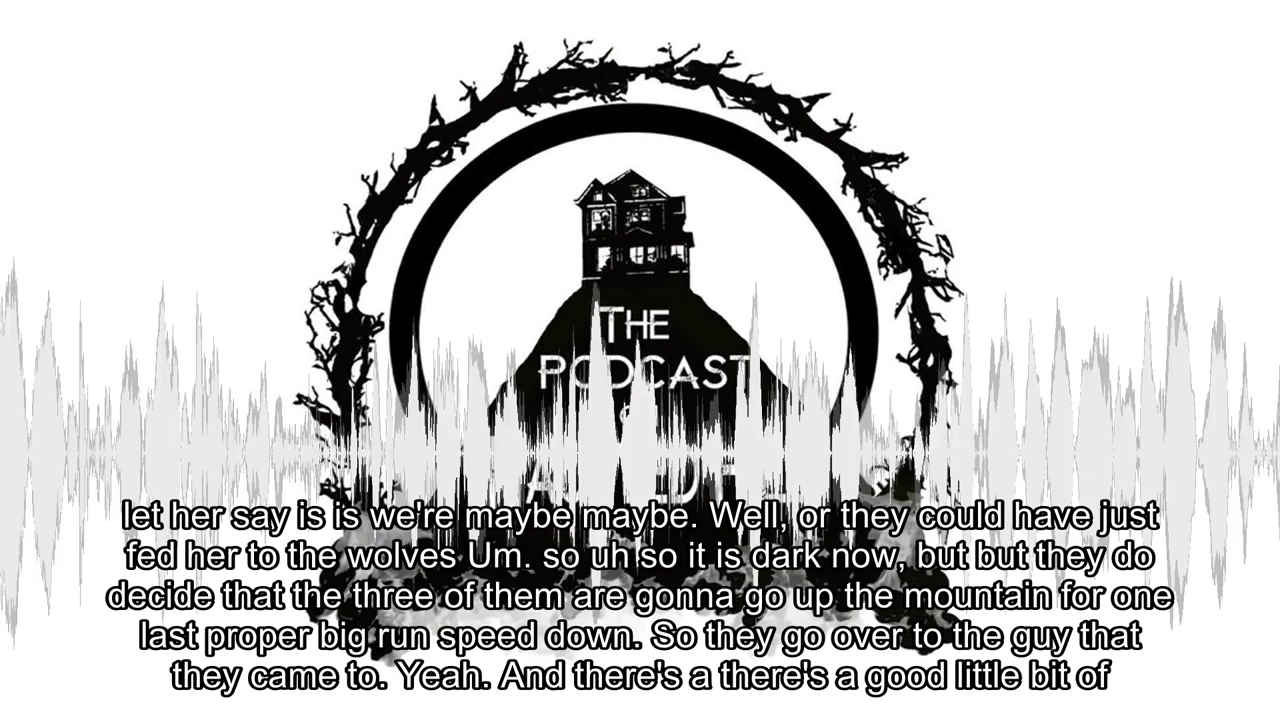 THE
PODCAST
let her say is is we're maybe maybe. Well, or they could have just
fed her to the wolves Um. so uh so it is dark now, but but they do
decide that the three of them are gonna go up the mountain for one
last proper big run speed down. So they go over to the guy that
they came to. Yeah. And there's a there's a good little bit of